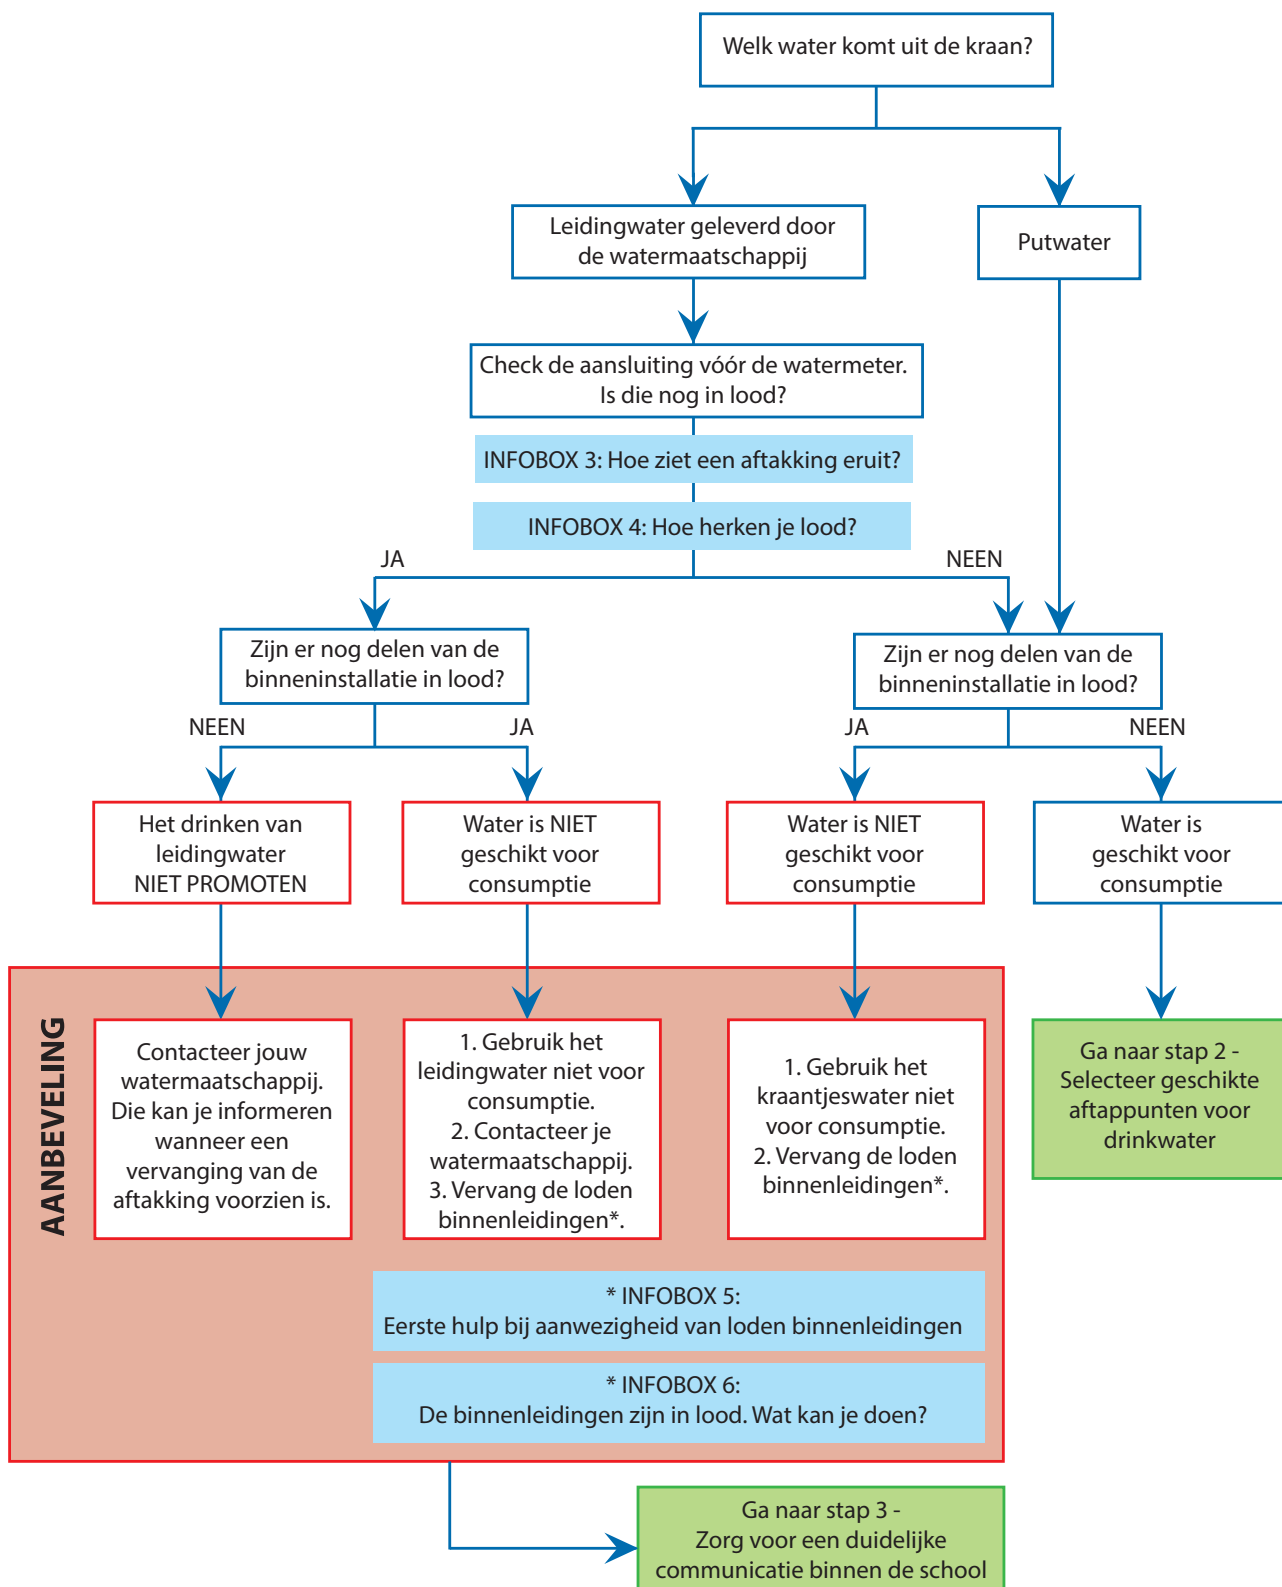 Welk water komt uit de kraan?
Leidingwater geleverd door
de watermaatschappij
Putwater
Check de aansluiting vóór de watermeter.
Is die nog in lood?
INFOBOX 3: Hoe ziet een aftakking eruit?
INFOBOX 4: Hoe herken je lood?
JA
NEEN
Zijn er nog delen van de
binneninstallatie in lood?
Zijn er nog delen van de
binneninstallatie in lood?
NEEN
JA
JA
NEEN
Het drinken van
leidingwater
NIET PROMOTEN
Water is NIET
geschikt voor
consumptie
Water is NIET
geschikt voor
consumptie
Water is
geschikt voor
consumptie
AANBEVELING
Contacteer jouw
watermaatschappij.
Die kan je informeren
wanneer een
vervanging van de
aftakking voorzien is.
1. Gebruik het
leidingwater niet voor
consumptie.
2. Contacteer je
watermaatschappij.
3. Vervang de loden
binnenleidingen*.
1. Gebruik het
kraantjeswater niet
voor consumptie.
2. Vervang de loden
binnenleidingen*.
Ga naar stap 2 -
Selecteer geschikte
aftappunten voor
drinkwater
* INFOBOX 5:
Eerste hulp bij aanwezigheid van loden binnenleidingen
* INFOBOX 6:
De binnenleidingen zijn in lood. Wat kan je doen?
Ga naar stap 3 -
Zorg voor een duidelijke
communicatie binnen de school